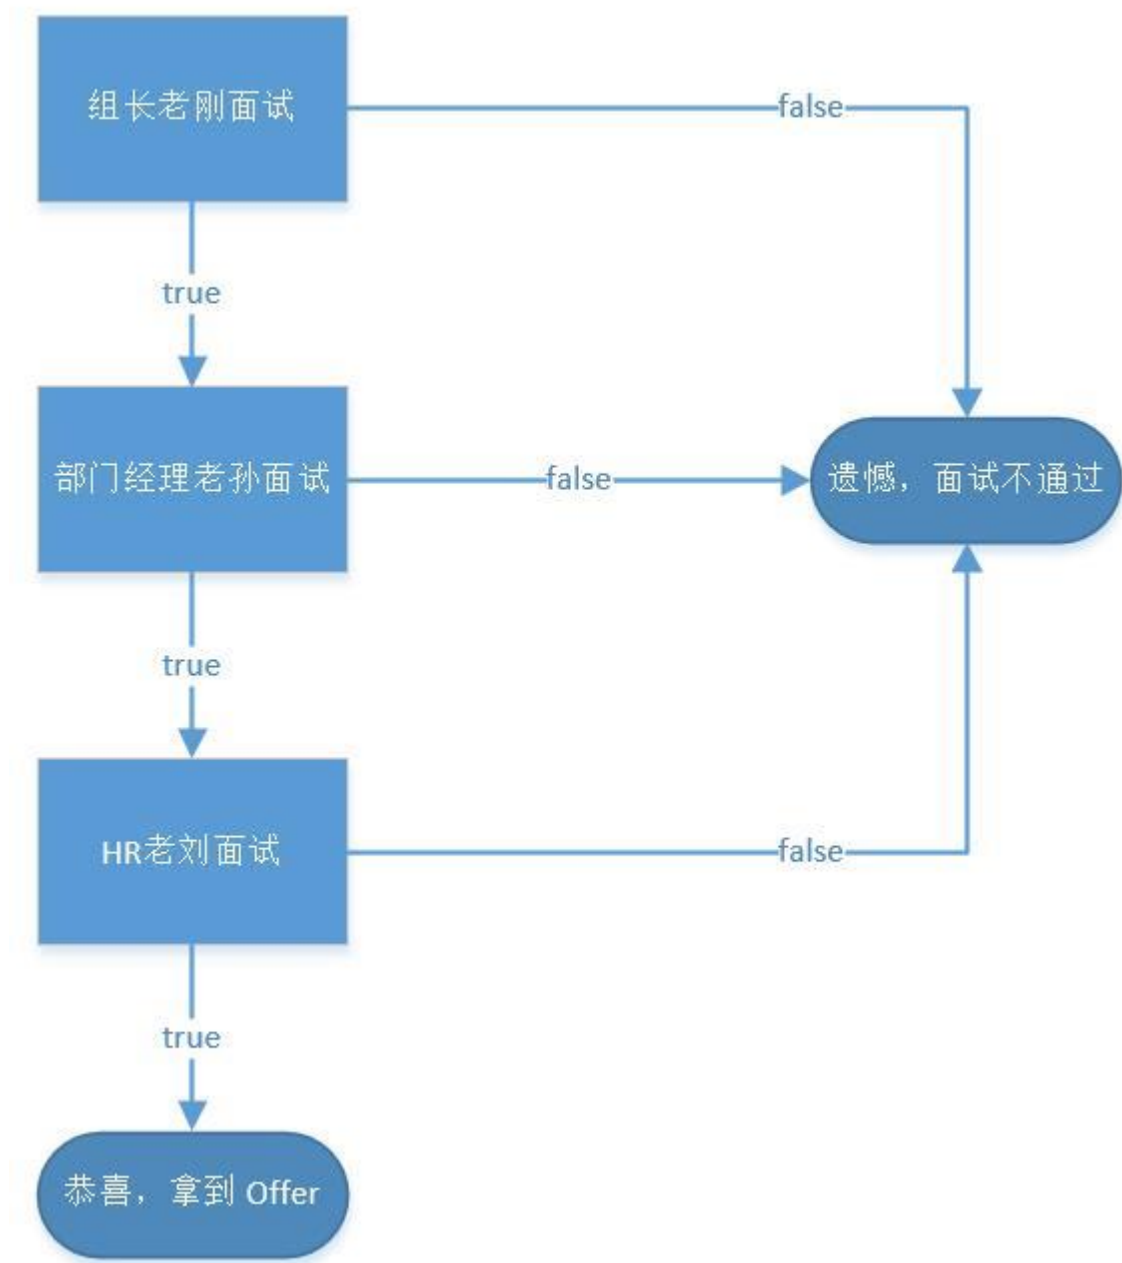 组长老刚面试
false
true
部门经理老孙面试
false
遗憾，面试不通过
true
HR老刘面试
false
true
恭喜，拿到 Offer